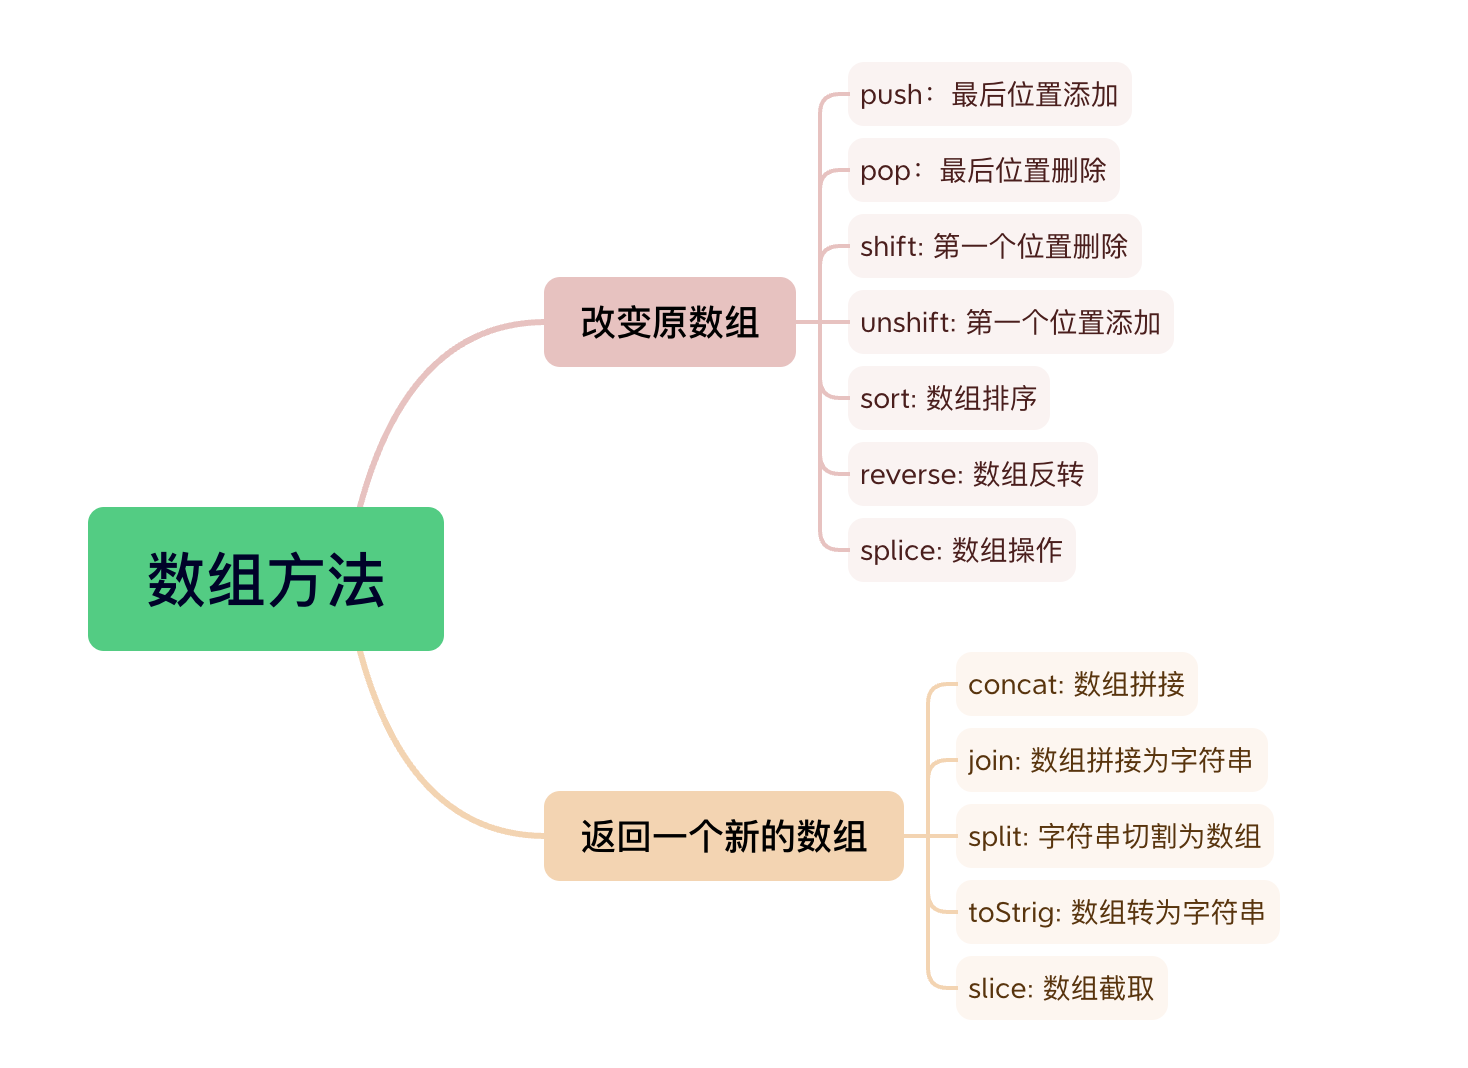 数组方法
改变原数组
push：最后位置添加
pop：最后位置删除
shift: 第一个位置删除
unshift: 第一个位置添加
sort: 数组排序
reverse: 数组反转
splice: 数组操作
返回一个新的数组
concat: 数组拼接
join: 数组拼接为字符串
split: 字符串切割为数组
toStrig: 数组转为字符串
slice: 数组截取